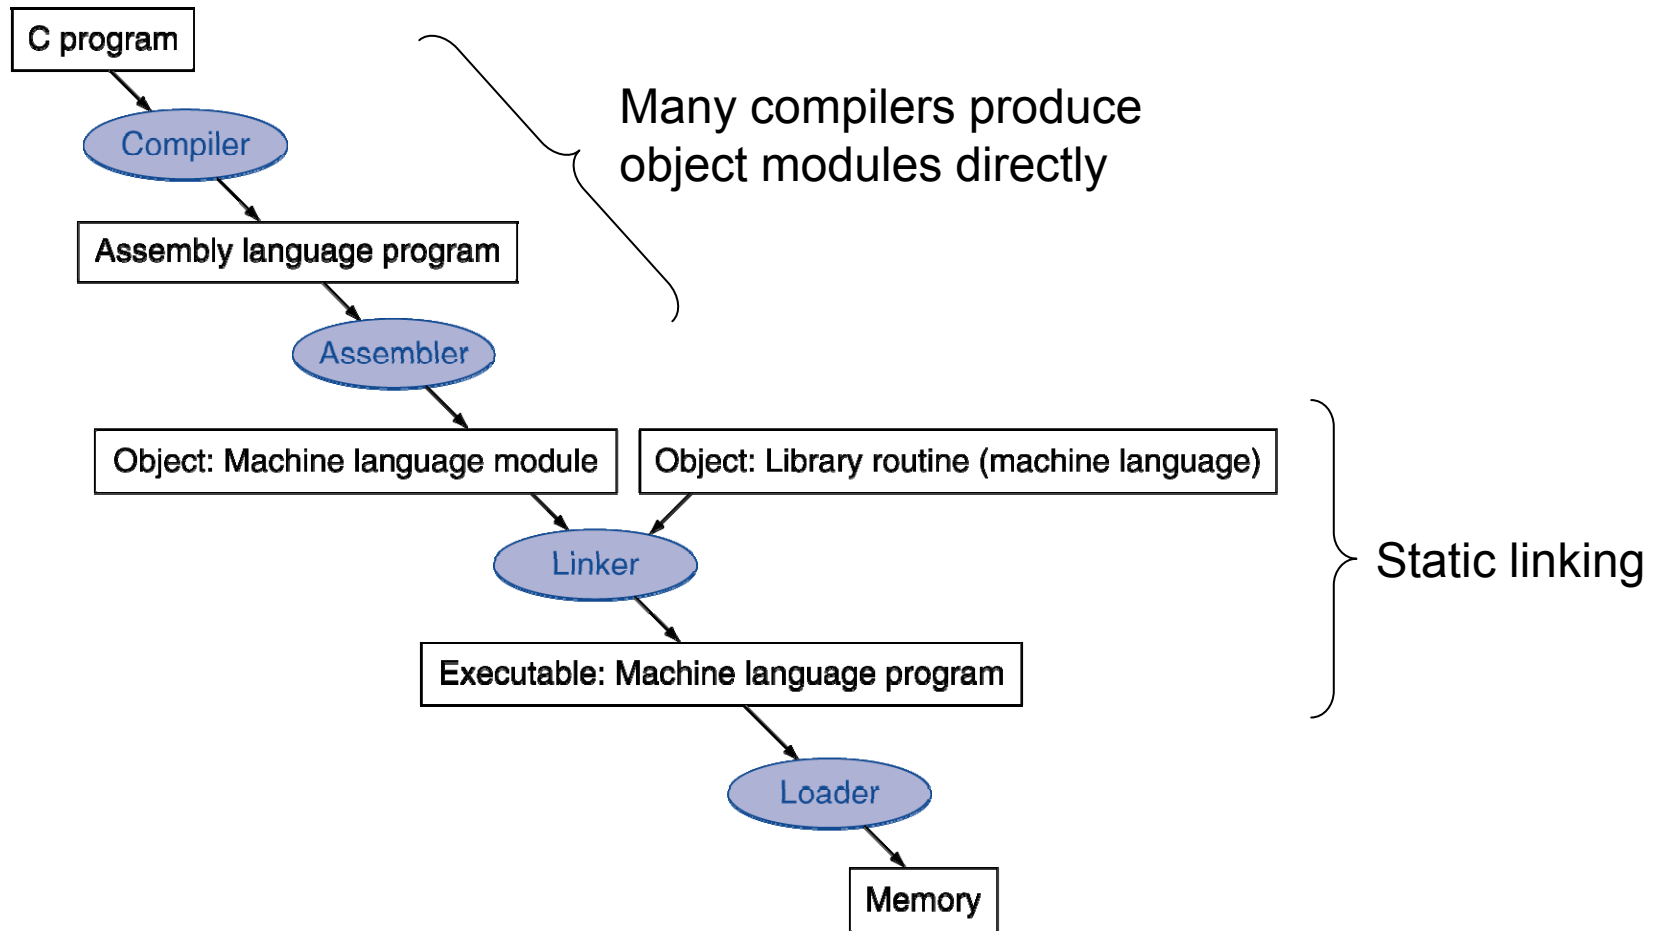 C program
Many compilers produce
object modules directly
Compiler
Assembly language program
Assembler
Object: Machine language module
Object: Library routine (machine language)
Linker
Static linking
Executable: Machine language program
Loader
Memory